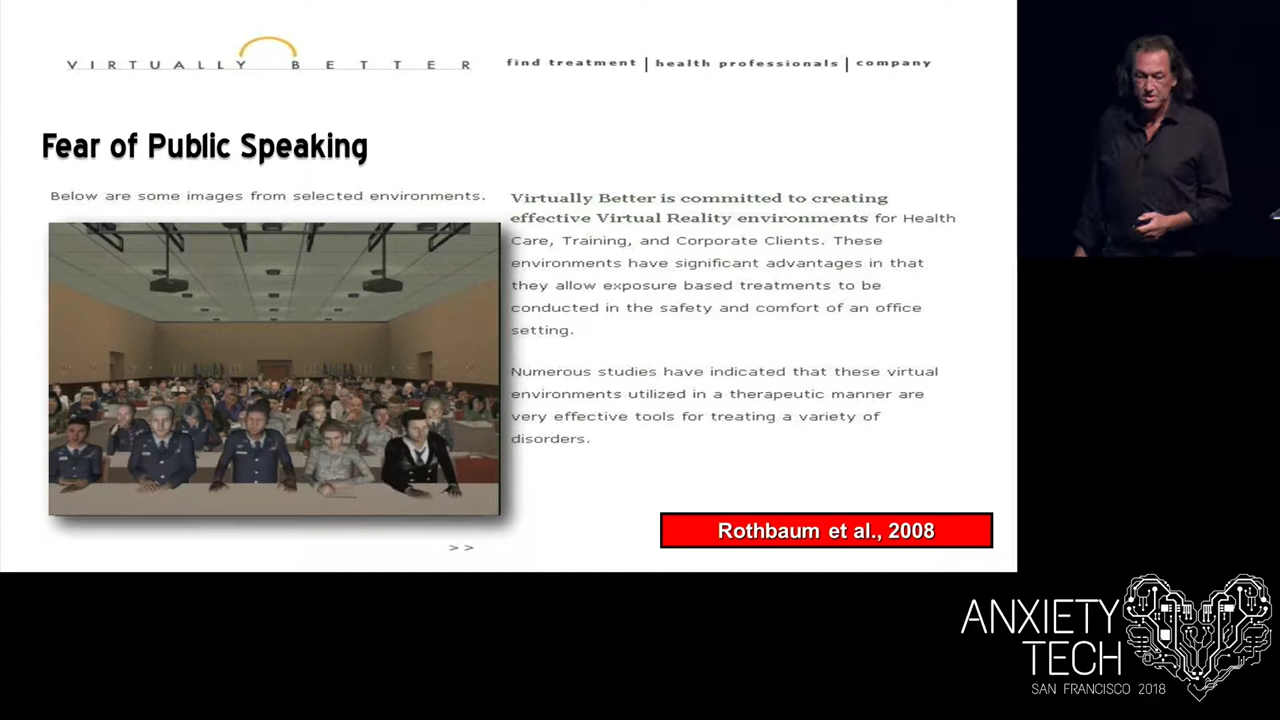 VIRTUALLY BETTER
find treatment | health professionals | company
Fear of Public Speaking
Below are some images from selected environments.
Virtually Better is committed to creating
effective Virtual Reality environments for Health
Care, Training, and Corporate Clients. These
environments have significant advantages in that
they allow exposure based treatments to be
conducted in the safety and comfort of an office
setting.
Numerous studies have indicated that these virtual
environments utilized in a therapeutic manner are
very effective tools for treating a variety of
disorders.
>>
Rothbaum et al., 2008
ANXIETY
TECH
SAN FRANCISCO 2018